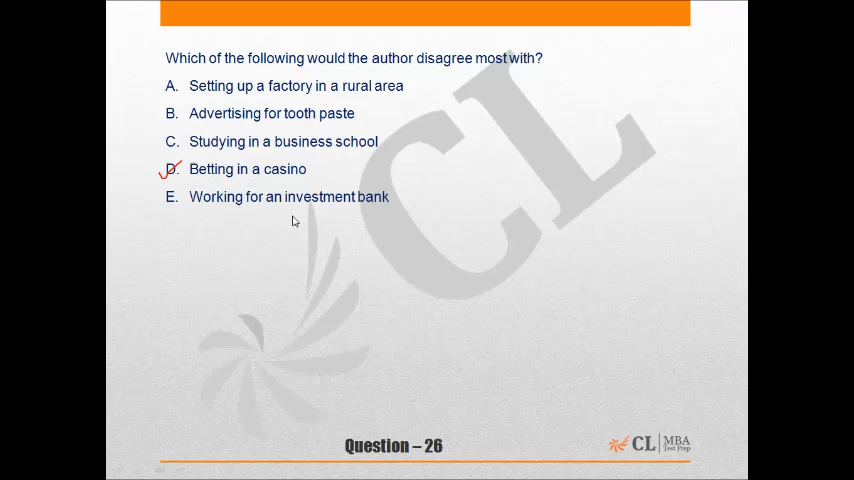 Which of the following would the author disagree most with?
A. Setting up a factory in a rural area
B. Advertising for tooth paste
C. Studying in a business school
D. Betting in a casino
E. Working for an investment bank
CL
Question – 26
CL MBA
Test Prep